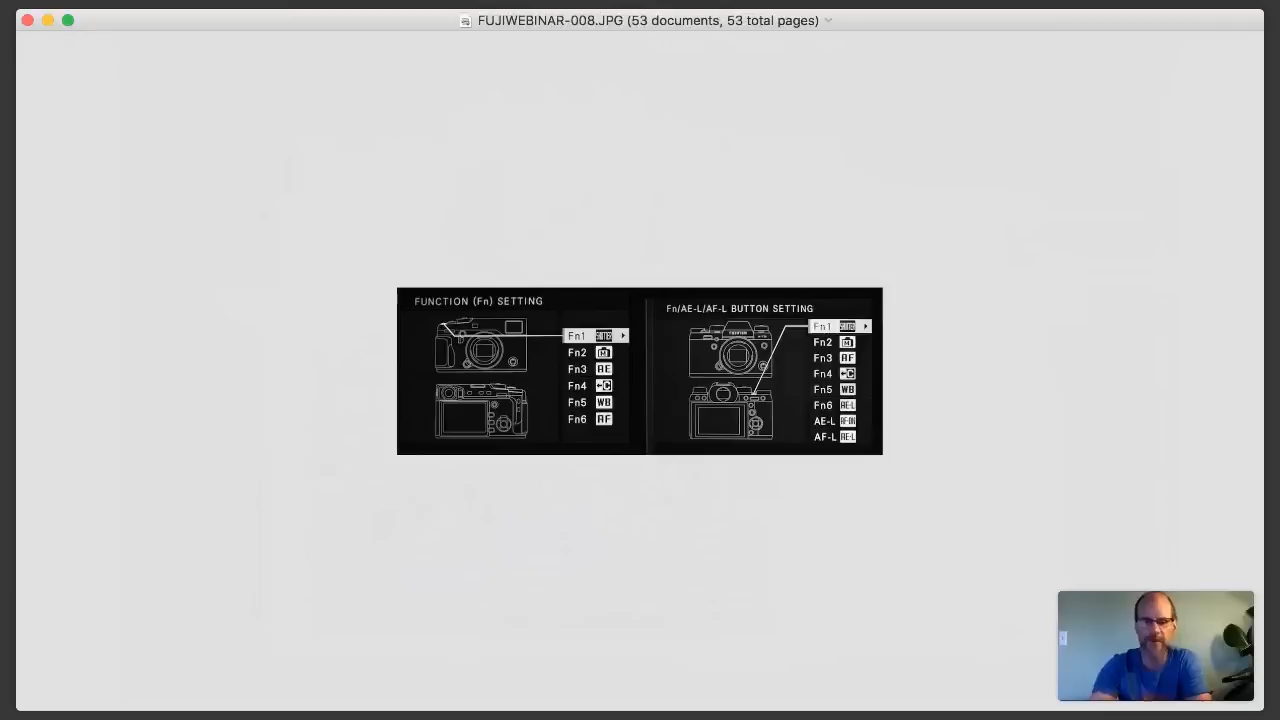 FUJIWEBINAR-008.JPG (53 documents, 53 total pages)
FUNCTION (Fn) SETTING
Fn1
Fn2
Fn3 AE
Fn4
Fn5 WB
Fn6 AF
Fn/AE-L/AF-L BUTTON SETTING
Fn1
Fn2
Fn3 AF
Fn4
Fn5 WB
Fn6 AE-L
AE-L
AF-L AE-L